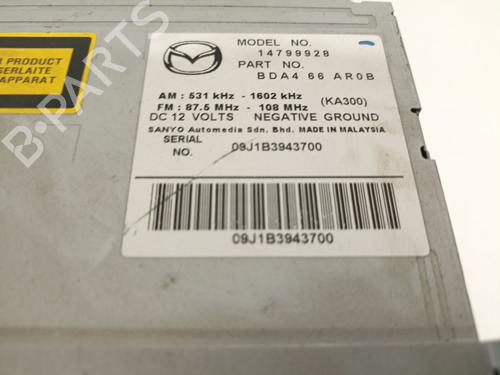 MODEL NO.
14799928
PART NO.
BDA4 66 AR0B
AM : 531 kHz - 1602 kHz
FM : 87.5 MHz - 108 MHz (KA300)
DC 12 VOLTS NEGATIVE GROUND
SANYO Automedia Sdn. Bhd. MADE IN MALAYSIA
SERIAL
NO. 09J1B3943700
09J1B3943700
R PRODUCT
SERLAITE
APPARAT
B-PARTS